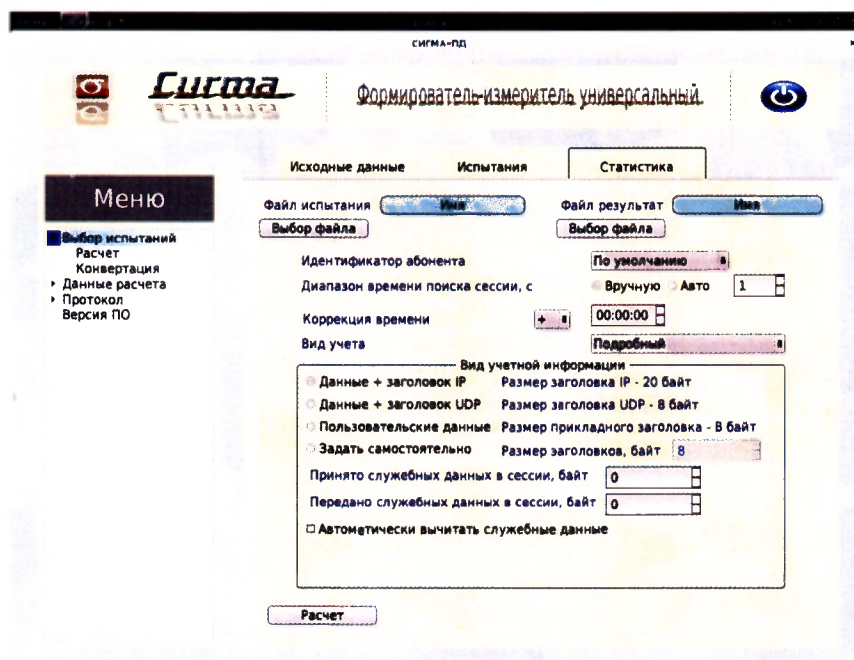 СИГМА-ПД
Сигма
Формирователь-измеритель универсальный
Исходные данные Испытания Статистика
Меню
Выбор испытаний
Расчет
Конвертация
Данные расчета
Протокол
Версия ПО
Файл испытания Имя Файл результат Имя
Выбор файла Выбор файла
Идентификатор абонента По умолчанию
Диапазон времени поиска сессии, с Вручную Авто 1
Коррекция времени + 00:00:00
Вид учета Подробный
Вид учетной информации
Данные + заголовок IP Размер заголовка IP - 20 байт
Данные + заголовок UDP Размер заголовка UDP - 8 байт
Пользовательские данные Размер прикладного заголовка - 8 байт
Задать самостоятельно Размер заголовков, байт 8
Принято служебных данных в сессии, байт 0
Передано служебных данных в сессии, байт 0
Автометически вычитать служебные данные
Расчет